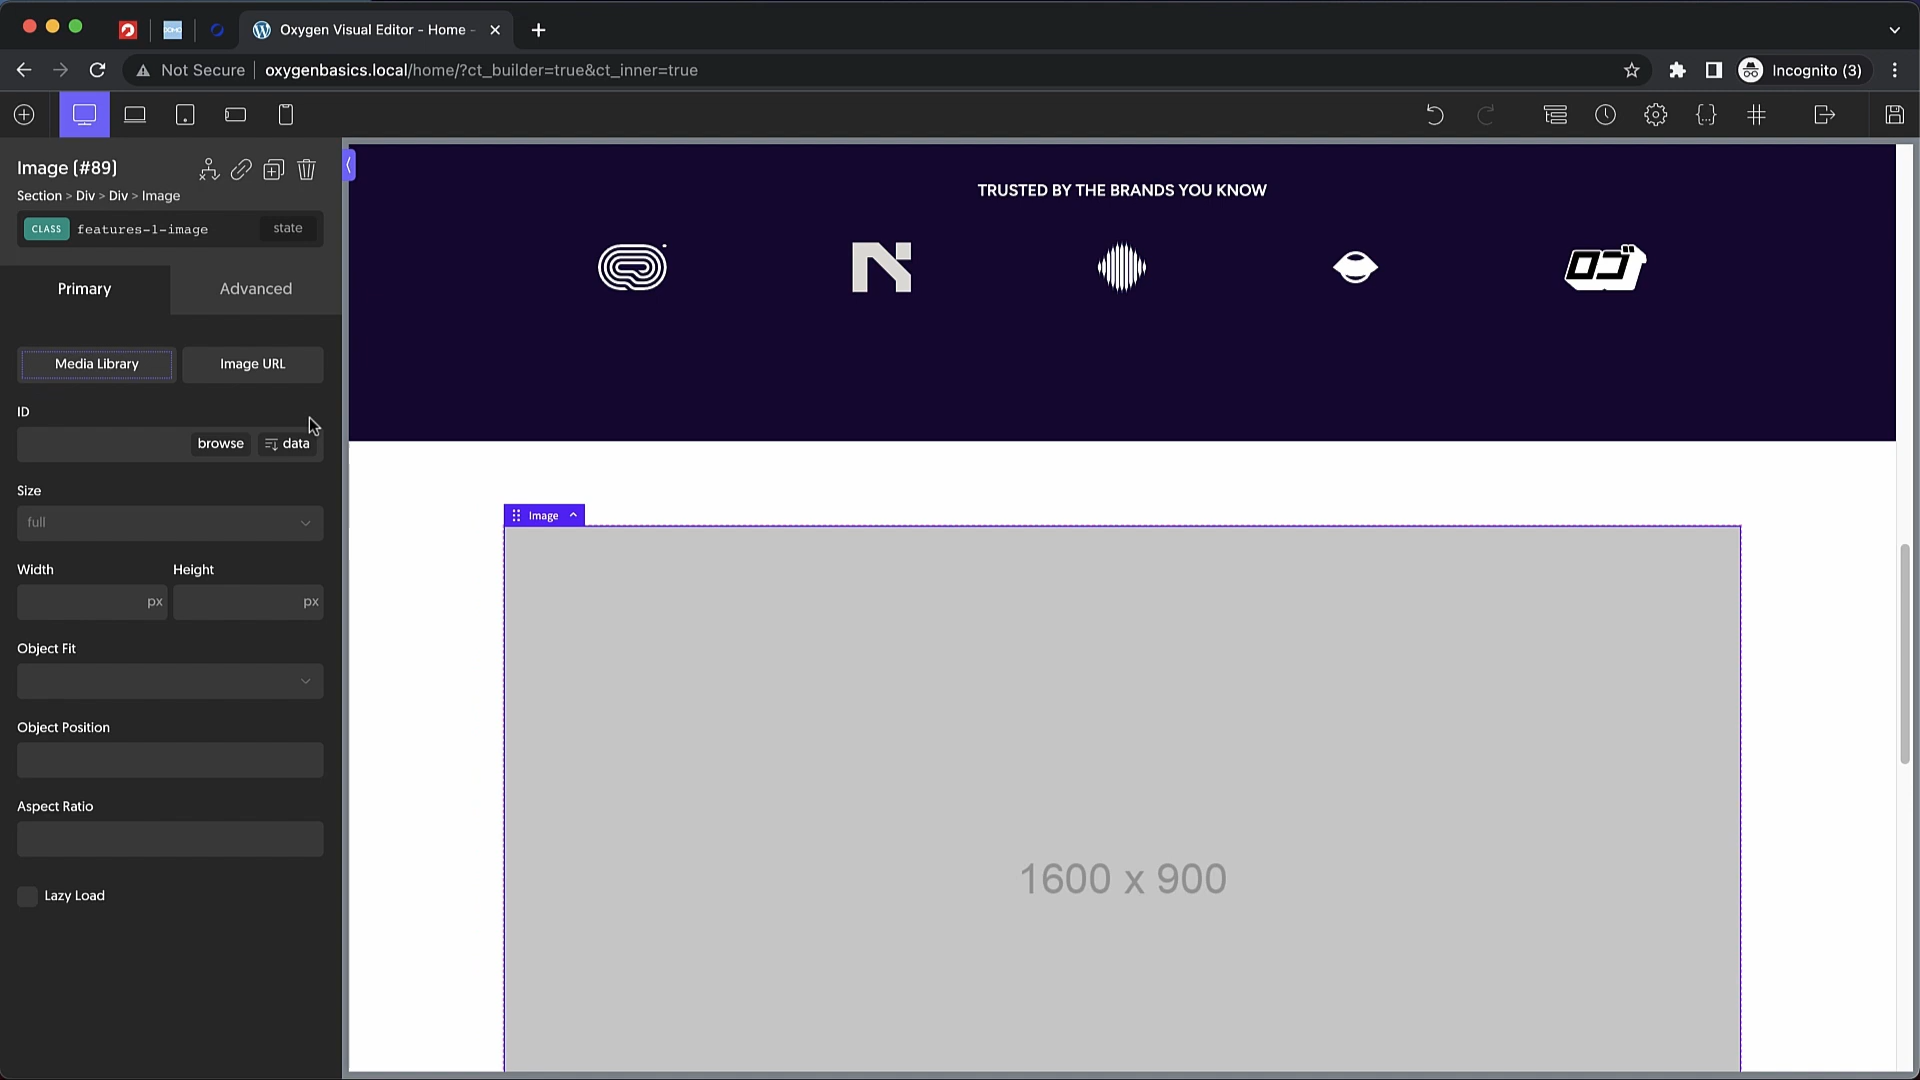 Oxygen Visual Editor - Home -
Not Secure
oxygenbasics.local/home/?ct_builder=true&ct_inner=true
Incognito (3)
Image (#89)
Section > Div > Div > Image
CLASS
features-1-image
state
Primary
Advanced
Media Library
Image URL
ID
browse
data
Size
full
Width
Height
px
px
Object Fit
Object Position
Aspect Ratio
Lazy Load
TRUSTED BY THE BRANDS YOU KNOW
Image
1600 x 900